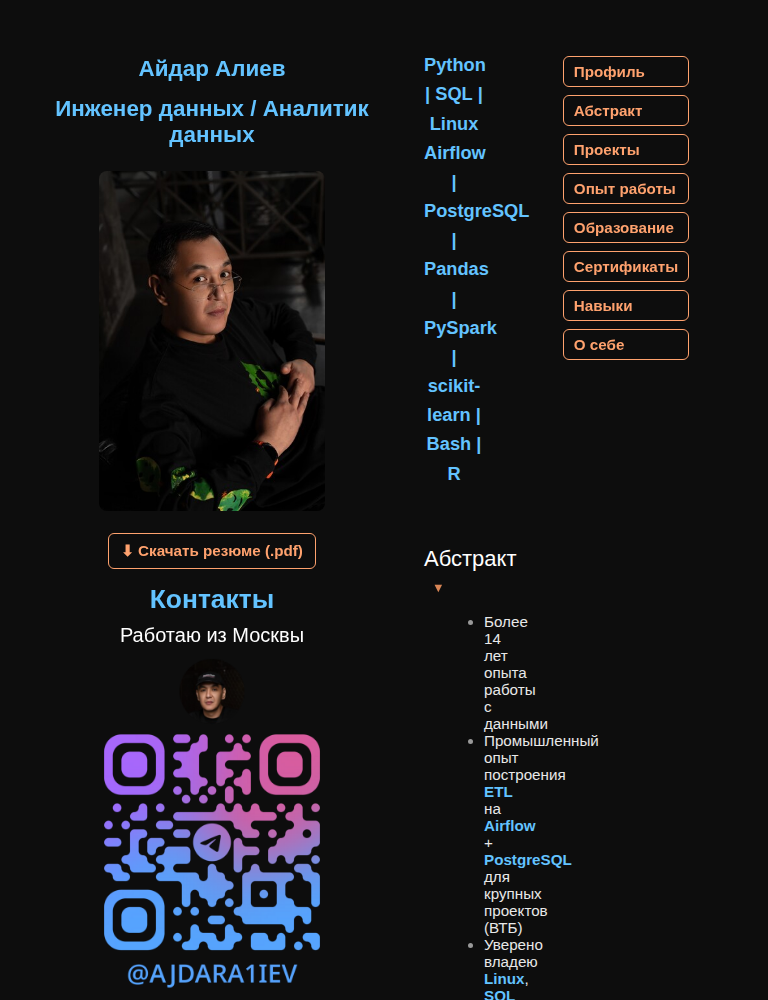 Айдар Алиев
Инженер данных / Аналитик
данных
⬇ Скачать резюме (.pdf)
Контакты
Работаю из Москвы
@AJDARA1IEV
Python
| SQL |
Linux
Airflow
|
PostgreSQL
|
Pandas
|
PySpark
|
scikit-
learn |
Bash |
R
Абстракт
▼
• Более
14
лет
опыта
работы
с
данными
• Промышленный
опыт
построения
ETL
на
Airflow
+
PostgreSQL
для
крупных
проектов
(ВТБ)
• Уверено
владею
Linux,
SQL
Профиль
Абстракт
Проекты
Опыт работы
Образование
Сертификаты
Навыки
О себе